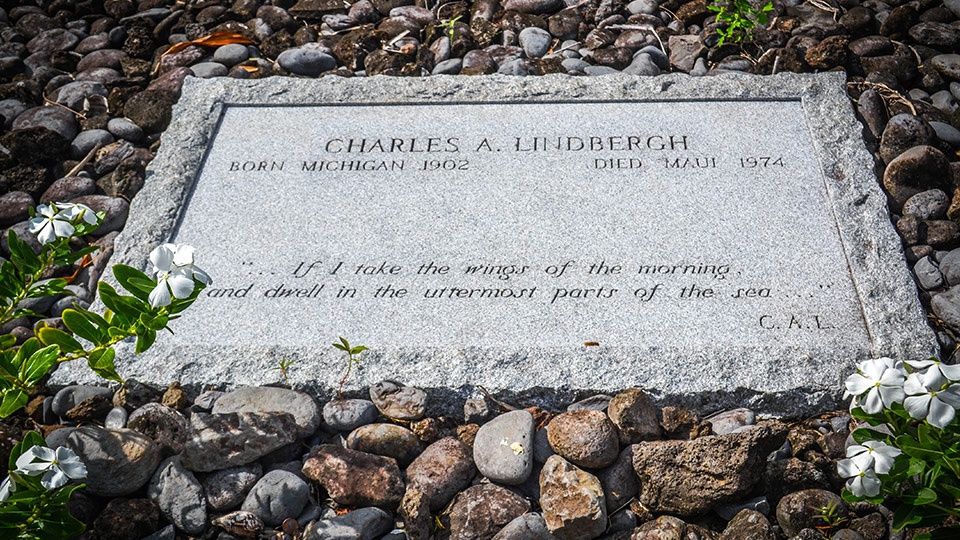 CHARLES A. LINDBERGH
BORN MICHIGAN 1902 DIED MAUI 1974
"... If I take the wings of the morning
and dwell in the uttermost parts of the sea ..."
C.A.L.